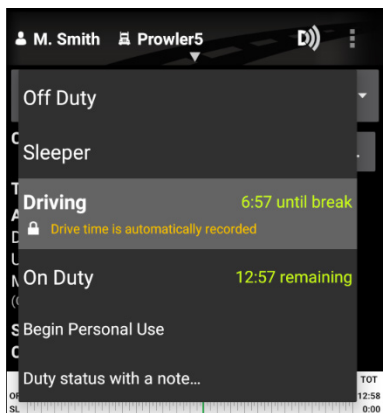 M. Smith Prowler5 D
Off Duty
Sleeper
Driving 6:57 until break
Drive time is automatically recorded
On Duty 12:57 remaining
Begin Personal Use
Duty status with a note...
TOT
12:58
SL 0:00